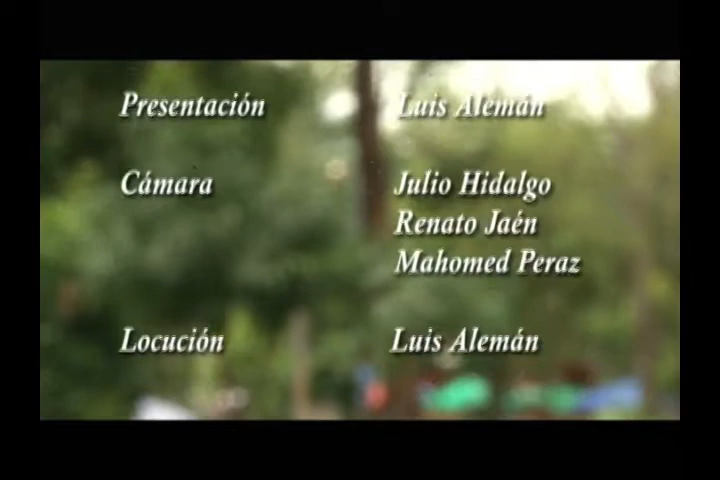 Presentación Luis Alemán
Cámara Julio Hidalgo
Renato Jaén
Mahomed Peraz
Locución Luis Alemán